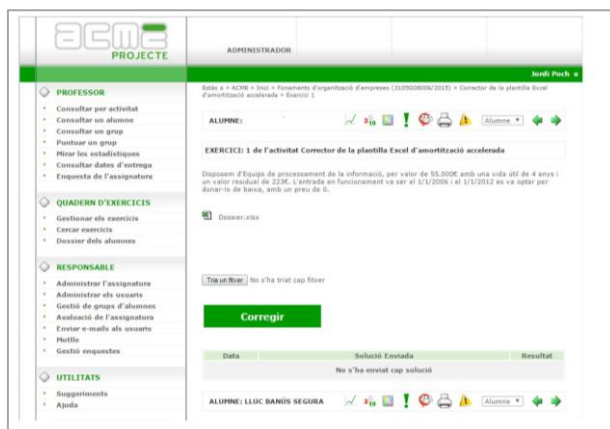 acme
PROJECTE
ADMINISTRADOR
Jordi Poch
PROFESSOR
Consultar per activitat
Consultar un alumne
Consultar un grup
Puntuar un grup
Mirar les estadístiques
Consultar dates d'entrega
Enquesta de l'assignatura
QUADERN D'EXERCICIS
Gestionar els exercicis
Cercar exercicis
Dossier dels alumnes
RESPONSABLE
Administrar l'assignatura
Administrar els usuaris
Gestió de grups d'alumnes
Avaluació de l'assignatura
Enviar e-mails als usuaris
Motlle
Gestió enquestes
UTILITATS
Suggeriments
Ajuda
Estàs a » ACME » Inici » Fonaments d'organització d'empreses (3105G08006/2015) » Corrector de la plantilla Excel
d'amortització accelerada » Exercici 1
ALUMNE:
Alumne
EXERCICI: 1 de l'activitat Corrector de la plantilla Excel d'amortització accelerada
Disposem d'Equips de processament de la informació, per valor de 55.000€ amb una vida útil de 4 anys i
un valor residual de 223€. L'entrada en funcionament va ser el 1/1/2006 i el 1/1/2012 es va optar per
donar-lo de baixa, amb un preu de 0.
Dossier.xlsx
Tria un fitxer No s'ha triat cap fitxer
Corregir
Data Solució Enviada Resultat
No s'ha enviat cap solució
ALUMNE: LLUC BANÚS SEGURA
Alumne